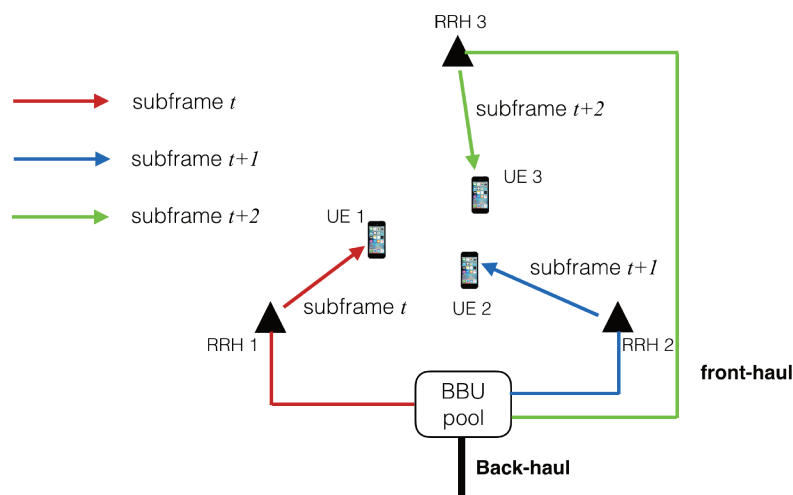 RRH 3
subframe t
subframe t+2
subframe t+1
UE 3
subframe t+2
UE 1
subframe t+1
subframe t
UE 2
RRH 1
RRH 2
front-haul
BBU
pool
Back-haul